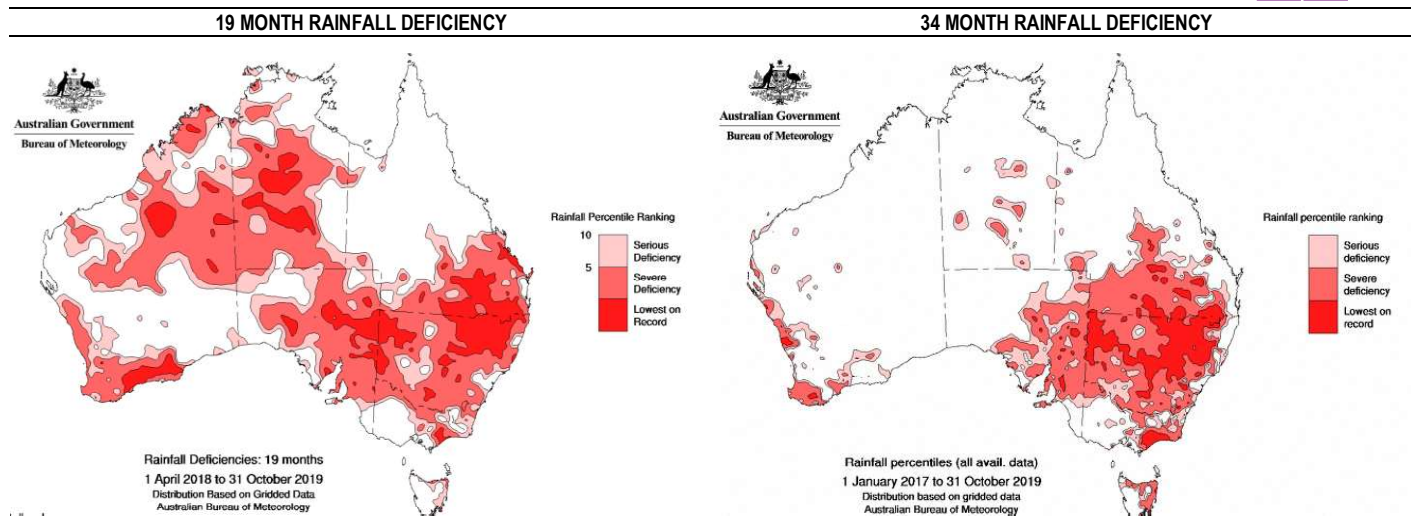 19 MONTH RAINFALL DEFICIENCY
34 MONTH RAINFALL DEFICIENCY
Australian Government
Bureau of Meteorology
Rainfall Percentile Ranking
10
Serious
Deficiency
5
Severe
Deficiency
Lowest on
Record
Rainfall Deficiencies: 19 months
1 April 2018 to 31 October 2019
Distribution Based on Gridded Data
Australian Bureau of Meteorology
Australian Government
Bureau of Meteorology
Rainfall percentile ranking
Serious
deficiency
Severe
deficiency
Lowest on
record
Rainfall percentiles (all avail. data)
1 January 2017 to 31 October 2019
Distribution based on gridded data
Australian Bureau of Meteorology